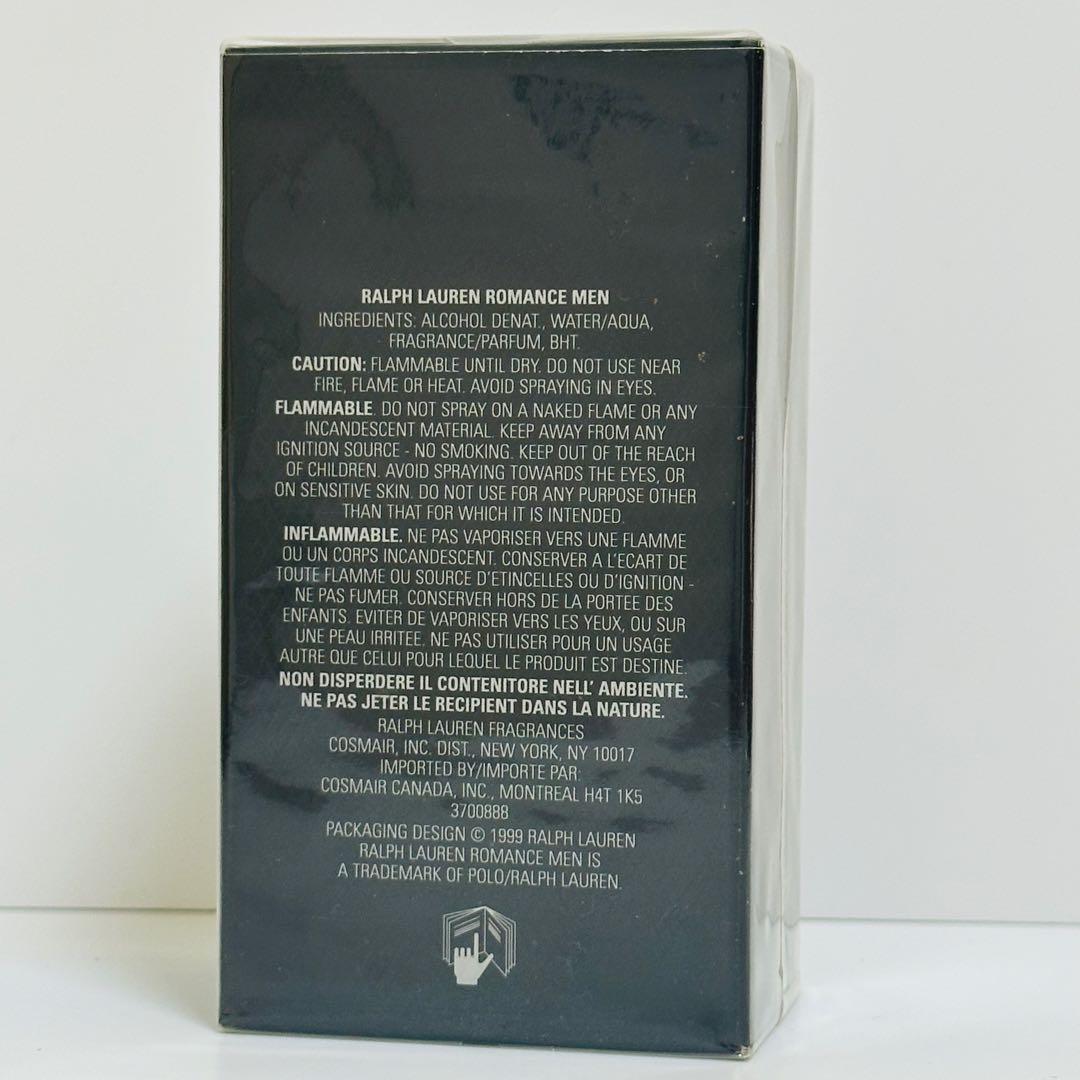 RALPH LAUREN ROMANCE MEN
INGREDIENTS: ALCOHOL DENAT., WATER/AQUA,
FRAGRANCE/PARFUM, BHT.
CAUTION: FLAMMABLE UNTIL DRY. DO NOT USE NEAR
FIRE, FLAME OR HEAT. AVOID SPRAYING IN EYES.
FLAMMABLE. DO NOT SPRAY ON A NAKED FLAME OR ANY
INCANDESCENT MATERIAL. KEEP AWAY FROM ANY
IGNITION SOURCE - NO SMOKING. KEEP OUT OF THE REACH
OF CHILDREN. AVOID SPRAYING TOWARDS THE EYES, OR
ON SENSITIVE SKIN. DO NOT USE FOR ANY PURPOSE OTHER
THAN THAT FOR WHICH IT IS INTENDED.
INFLAMMABLE. NE PAS VAPORISER VERS UNE FLAMME
OU UN CORPS INCANDESCENT. CONSERVER A L'ECART DE
TOUTE FLAMME OU SOURCE D'ETINCELLES OU D'IGNITION -
NE PAS FUMER. CONSERVER HORS DE LA PORTEE DES
ENFANTS. EVITER DE VAPORISER VERS LES YEUX, OU SUR
UNE PEAU IRRITEE. NE PAS UTILISER POUR UN USAGE
AUTRE QUE CELUI POUR LEQUEL LE PRODUIT EST DESTINE.
NON DISPERDERE IL CONTENITORE NELL' AMBIENTE.
NE PAS JETER LE RECIPIENT DANS LA NATURE.
RALPH LAUREN FRAGRANCES
COSMAIR, INC. DIST., NEW YORK, NY 10017
IMPORTED BY/IMPORTE PAR:
COSMAIR CANADA, INC., MONTREAL H4T 1K5
3700888
PACKAGING DESIGN © 1999 RALPH LAUREN
RALPH LAUREN ROMANCE MEN IS
A TRADEMARK OF POLO/RALPH LAUREN.